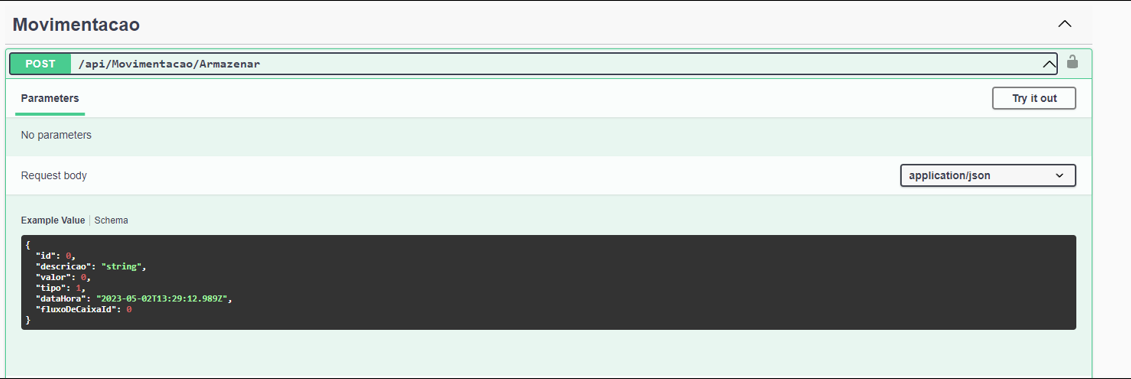 Movimentacao
POST /api/Movimentacao/Armazenar
Parameters
Try it out
No parameters
Request body
application/json
Example Value | Schema
{
  "id": 0,
  "descricao": "string",
  "valor": 0,
  "tipo": 1,
  "dataHora": "2023-05-02T13:29:12.989Z",
  "fluxoDeCaixaId": 0
}